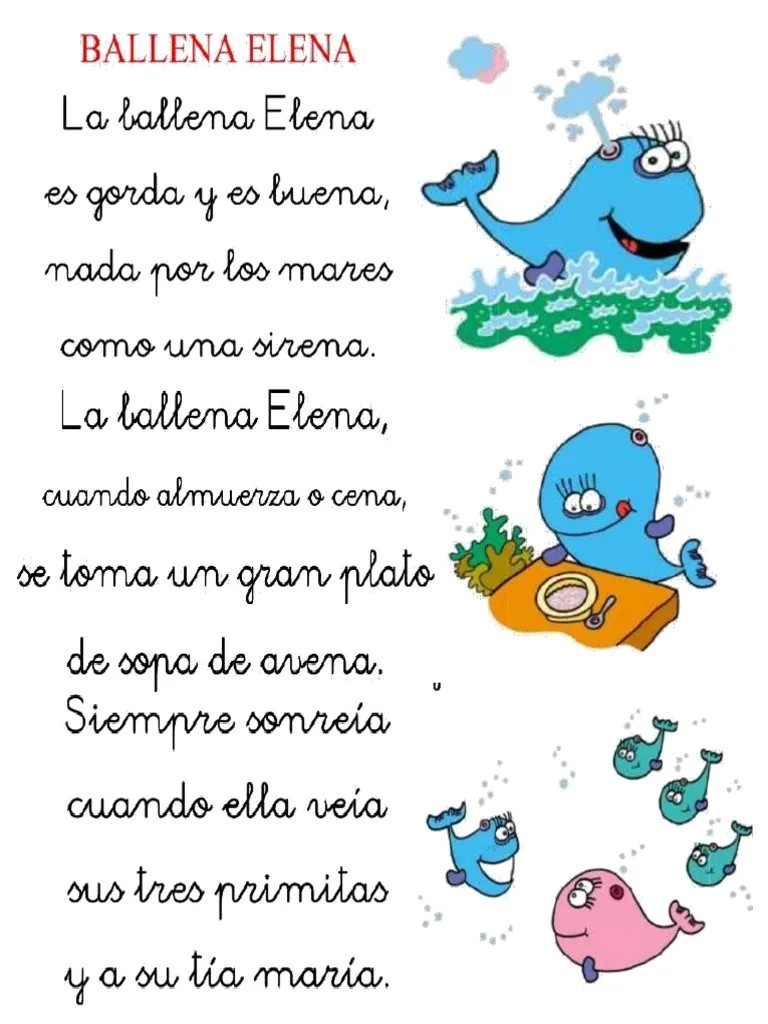 BALLENA ELENA
La ballena Elena
es gorda y es buena,
nada por los mares
como una sirena.
La ballena Elena,
cuando almuerza o cena,
se toma un gran plato
de sopa de avena.
Siempre sonreía
cuando ella veía
sus tres primitas
y a su tía maría.